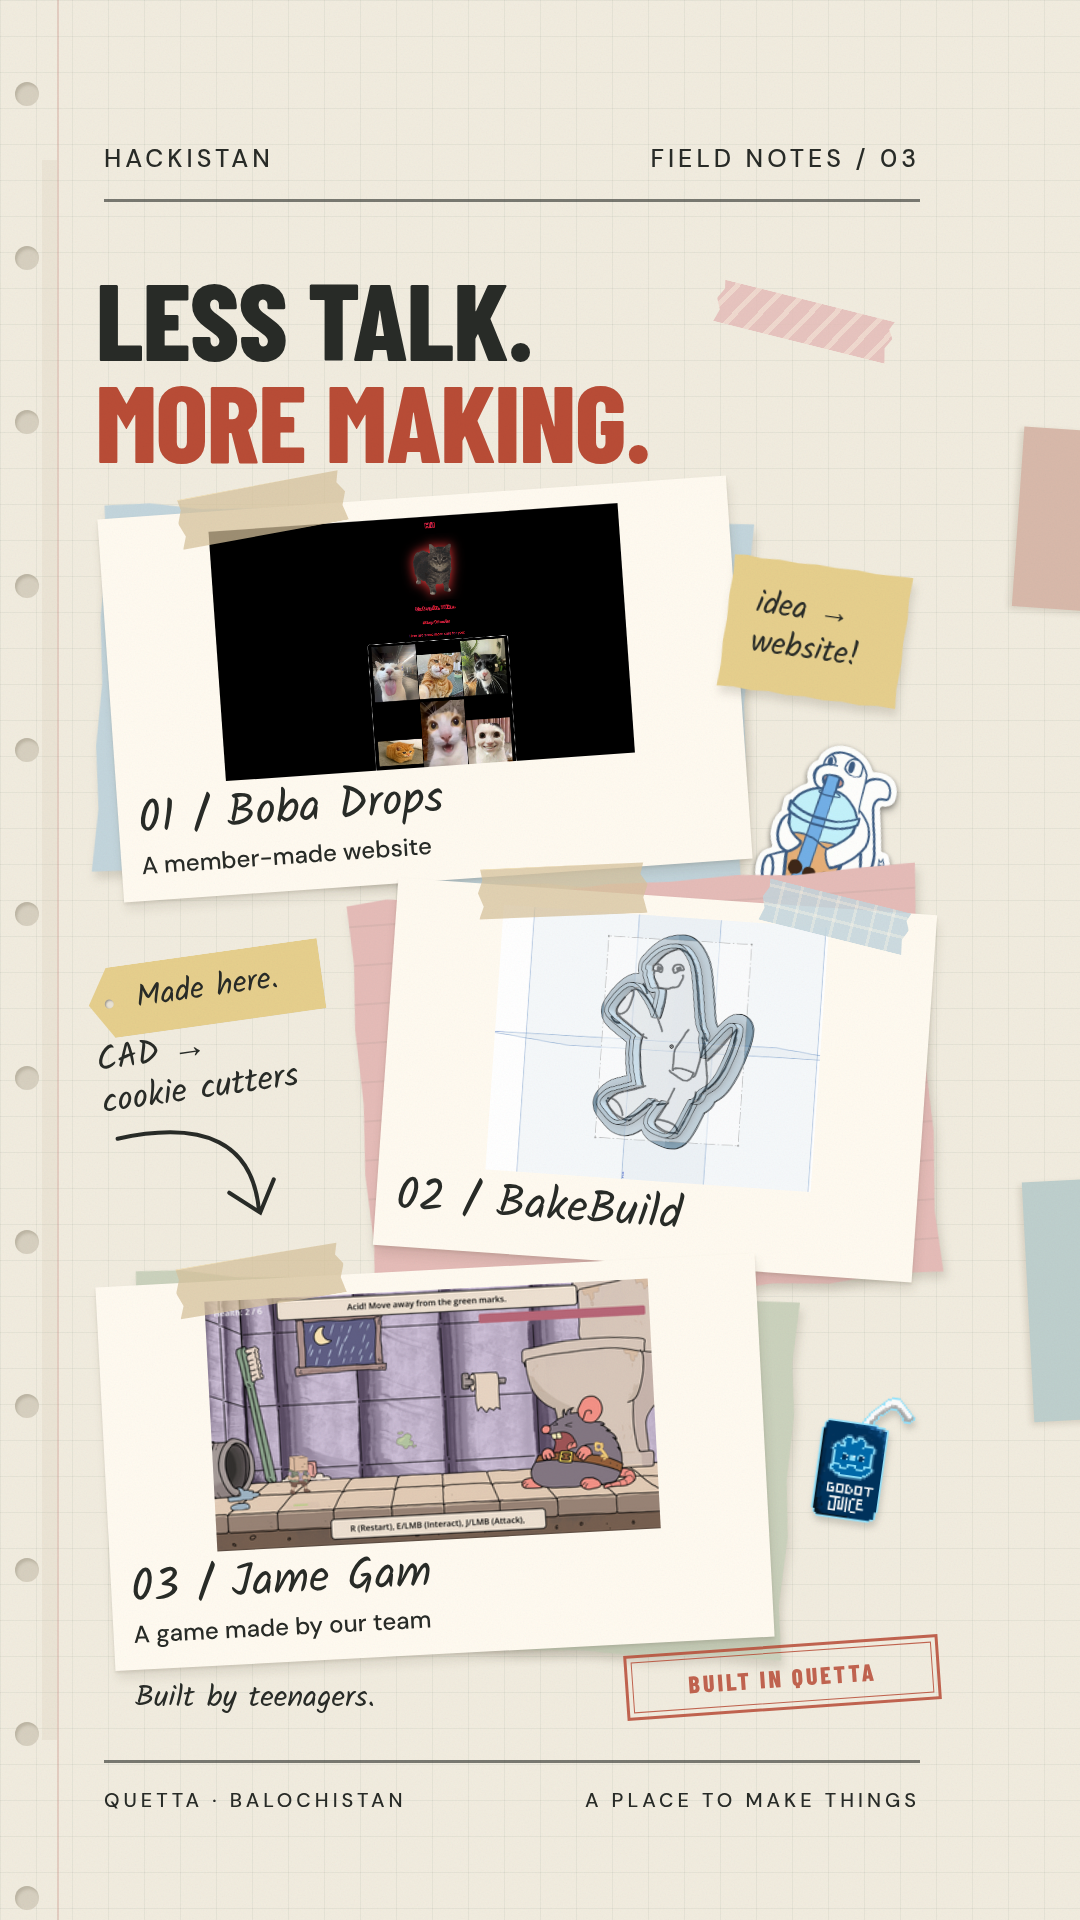 HACKISTAN
FIELD NOTES / 03
LESS TALK.
MORE MAKING.
idea →
website!
01 / Boba Drops
A member-made website
Made here.
CAD →
cookie cutters
02 / BakeBuild
Acid! Move away from the green marks.
R (Restart), E/LMB (Interact), J/LMB (Attack),
GODOT
JUICE
03 / Jame Gam
A game made by our team
BUILT IN QUETTA
Built by teenagers.
QUETTA · BALOCHISTAN
A PLACE TO MAKE THINGS